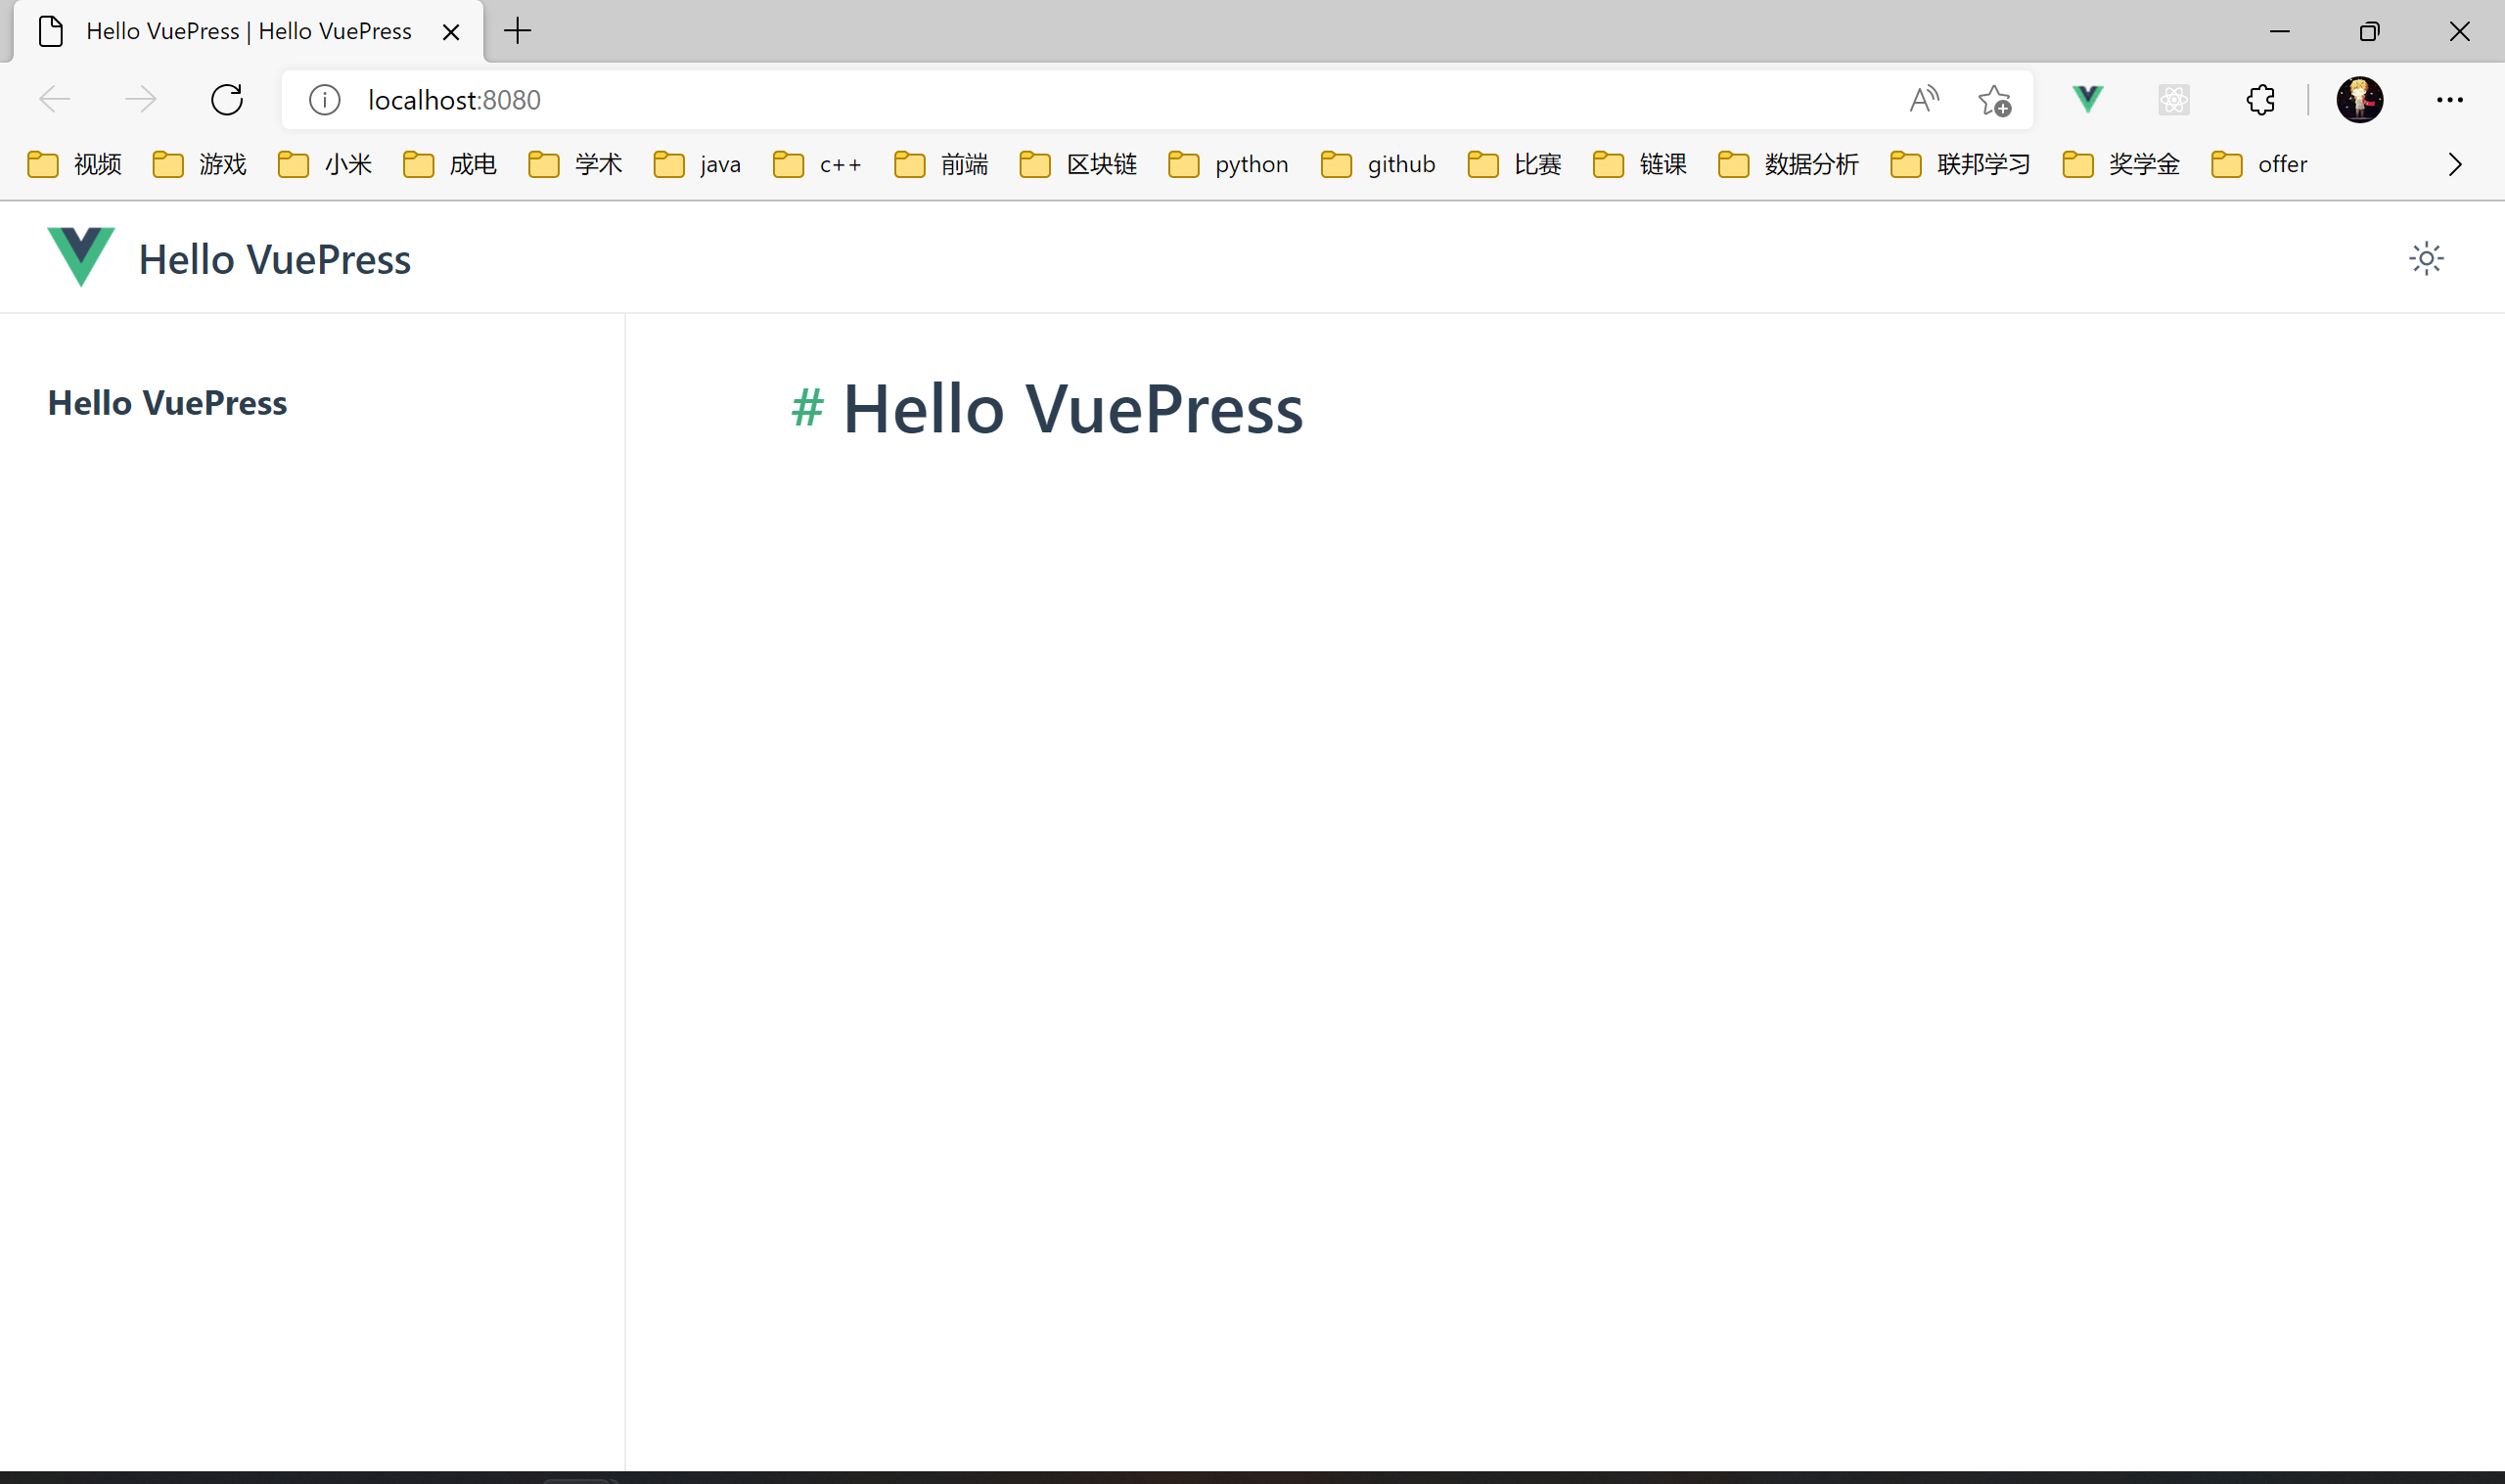 Hello VuePress | Hello VuePress
localhost:8080
视频 游戏 小米 成电 学术 java c++ 前端 区块链 python github 比赛 链课 数据分析 联邦学习 奖学金 offer
Hello VuePress
Hello VuePress
# Hello VuePress